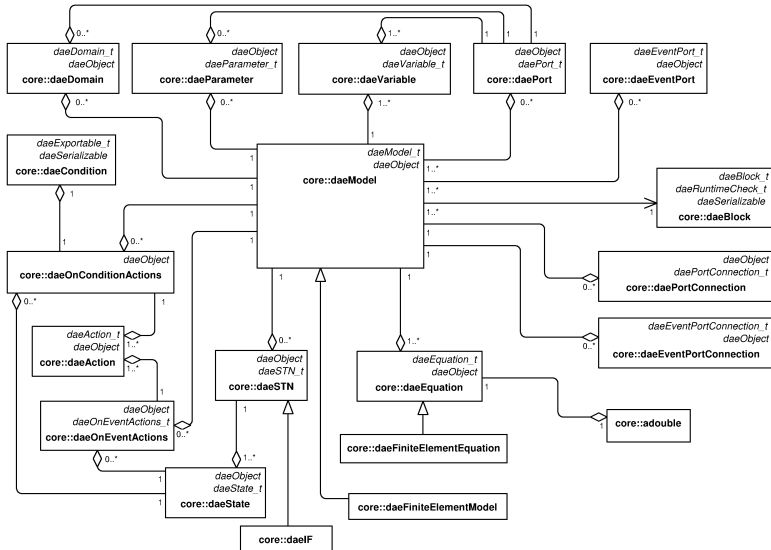 0..*
0..*
1..*
1
1
1
daeDomain_t
daeObject
core::daeDomain
daeObject
daeParameter_t
core::daeParameter
daeObject
daeVariable_t
core::daeVariable
daeObject
daePort_t
core::daePort
daeEventPort_t
daeObject
core::daeEventPort
0..*
0..*
1..*
0..*
0..*
1
daeExportable_t
daeSerializable
core::daeCondition
1
1
daeModel_t
daeObject
core::daeModel
1
1
1
1
1..*
1..*
1..*
1
1
daeBlock_t
daeRuntimeCheck_t
daeSerializable
core::daeBlock
1
0..*
daeObject
core::daeOnConditionActions
0..*
1
daeObject
daePortConnection_t
core::daePortConnection
0..*
1
1
daeAction_t
daeObject
core::daeAction
1..*
1..*
daeEventPortConnection_t
daeObject
core::daeEventPortConnection
0..*
0..*
1..*
daeObject
daeSTN_t
core::daeSTN
1
daeEquation_t
daeObject
core::daeEquation
1
1
daeObject
daeOnEventActions_t
core::daeOnEventActions
0..*
core::adouble
1
core::daeFiniteElementEquation
0..*
1..*
1
1
daeObject
daeState_t
core::daeState
core::daeFiniteElementModel
core::daeIF